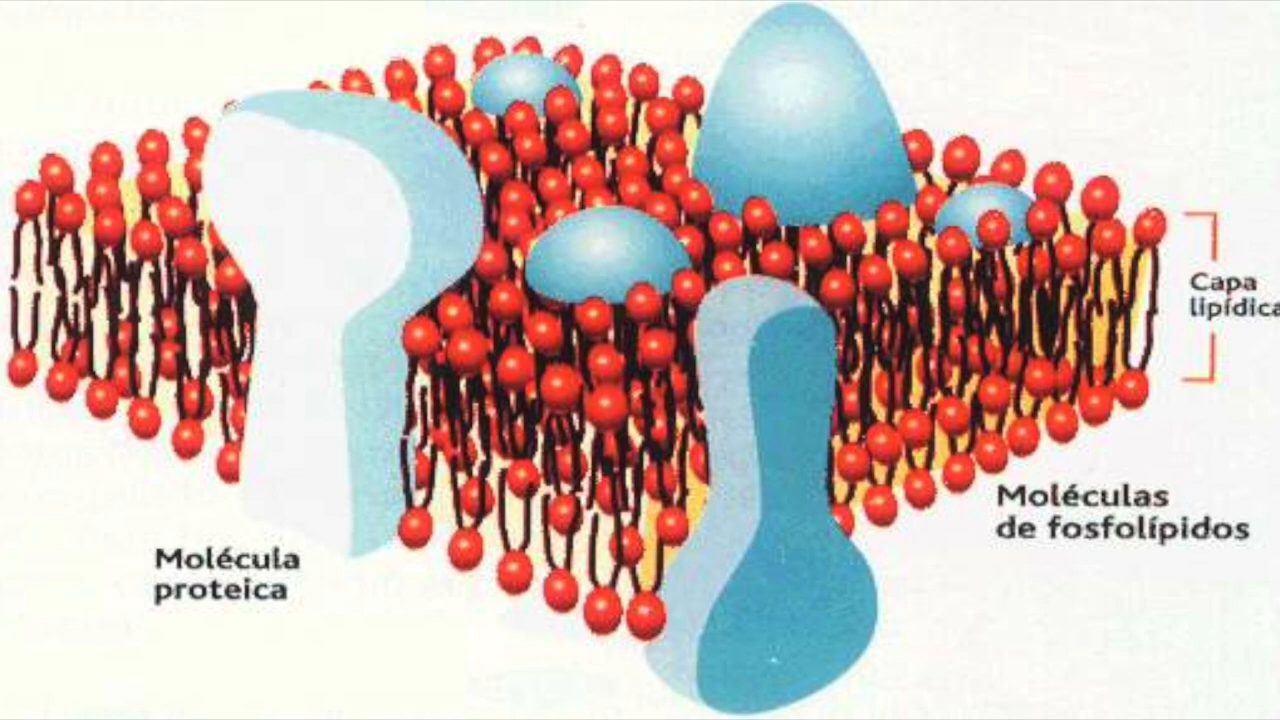 Capa
lipídica
Moléculas
de fosfolípidos
Molécula
proteica